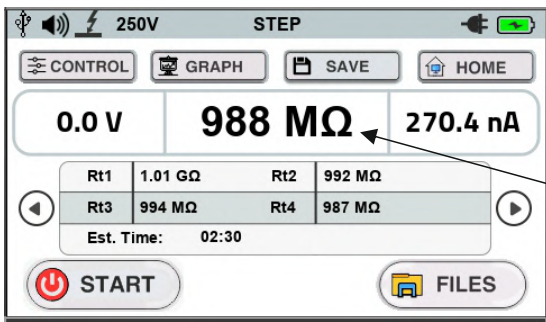 250V STEP
CONTROL GRAPH SAVE HOME
0.0 V 988 MΩ 270.4 nA
Rt1 1.01 GΩ Rt2 992 MΩ
Rt3 994 MΩ Rt4 987 MΩ
Est. Time: 02:30
START FILES